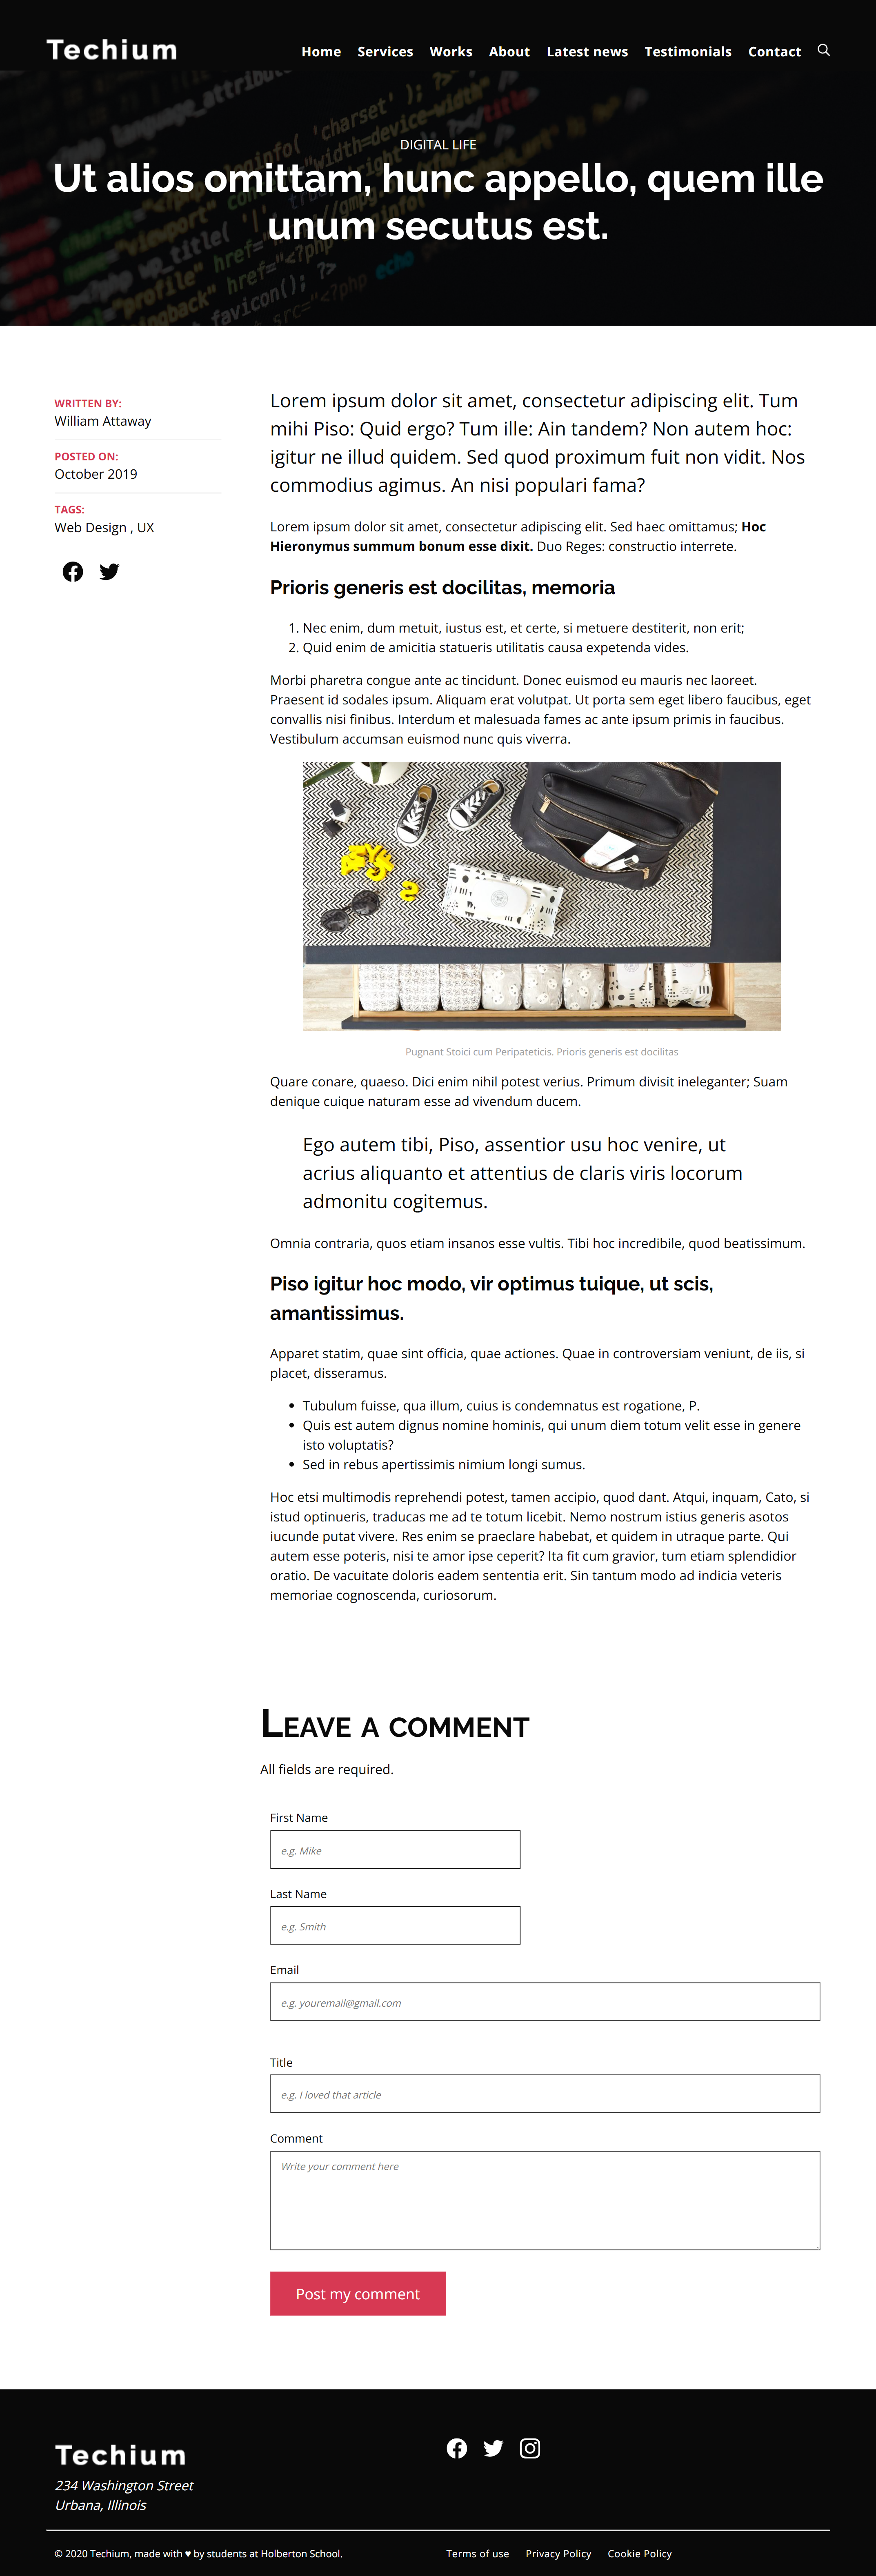 Techium
Home Services Works About Latest news Testimonials Contact
language_attribut
'charset' ); ?>
info(
"width=device-width
wp_title( '|'
href="<?php
"profile" href="
pingback" href="<?php
echo
favicon(); ?>
src="<?php
DIGITAL LIFE
Ut alios omittam, hunc appello, quem ille
unum secutus est.
WRITTEN BY:
William Attaway
POSTED ON:
October 2019
TAGS:
Web Design , UX
Lorem ipsum dolor sit amet, consectetur adipiscing elit. Tum
mihi Piso: Quid ergo? Tum ille: Ain tandem? Non autem hoc:
igitur ne illud quidem. Sed quod proximum fuit non vidit. Nos
commodius agimus. An nisi populari fama?
Lorem ipsum dolor sit amet, consectetur adipiscing elit. Sed haec omittamus; Hoc
Hieronymus summum bonum esse dixit. Duo Reges: constructio interrete.
Prioris generis est docilitas, memoria
1. Nec enim, dum metuit, iustus est, et certe, si metuere destiterit, non erit;
2. Quid enim de amicitia statueris utilitatis causa expetenda vides.
Morbi pharetra congue ante ac tincidunt. Donec euismod eu mauris nec laoreet.
Praesent id sodales ipsum. Aliquam erat volutpat. Ut porta sem eget libero faucibus, eget
convallis nisi finibus. Interdum et malesuada fames ac ante ipsum primis in faucibus.
Vestibulum accumsan euismod nunc quis viverra.
Pugnant Stoici cum Peripateticis. Prioris generis est docilitas
Quare conare, quaeso. Dici enim nihil potest verius. Primum divisit ineleganter; Suam
denique cuique naturam esse ad vivendum ducem.
Ego autem tibi, Piso, assentior usu hoc venire, ut
acrius aliquanto et attentius de claris viris locorum
admonitu cogitemus.
Omnia contraria, quos etiam insanos esse vultis. Tibi hoc incredibile, quod beatissimum.
Piso igitur hoc modo, vir optimus tuique, ut scis,
amantissimus.
Apparet statim, quae sint officia, quae actiones. Quae in controversiam veniunt, de iis, si
placet, disseramus.
• Tubulum fuisse, qua illum, cuius is condemnatus est rogatione, P.
• Quis est autem dignus nomine hominis, qui unum diem totum velit esse in genere
isto voluptatis?
• Sed in rebus apertissimis nimium longi sumus.
Hoc etsi multimodis reprehendi potest, tamen accipio, quod dant. Atqui, inquam, Cato, si
istud optinueris, traducas me ad te totum licebit. Nemo nostrum istius generis asotos
iucunde putat vivere. Res enim se praeclare habebat, et quidem in utraque parte. Qui
autem esse poteris, nisi te amor ipse ceperit? Ita fit cum gravior, tum etiam splendidior
oratio. De vacuitate doloris eadem sententia erit. Sin tantum modo ad indicia veteris
memoriae cognoscenda, curiosorum.
Leave a comment
All fields are required.
First Name
e.g. Mike
Last Name
e.g. Smith
Email
e.g. youremail@gmail.com
Title
e.g. I loved that article
Comment
Write your comment here
Post my comment
Techium
234 Washington Street
Urbana, Illinois
© 2020 Techium, made with ♥ by students at Holberton School.
Terms of use Privacy Policy Cookie Policy